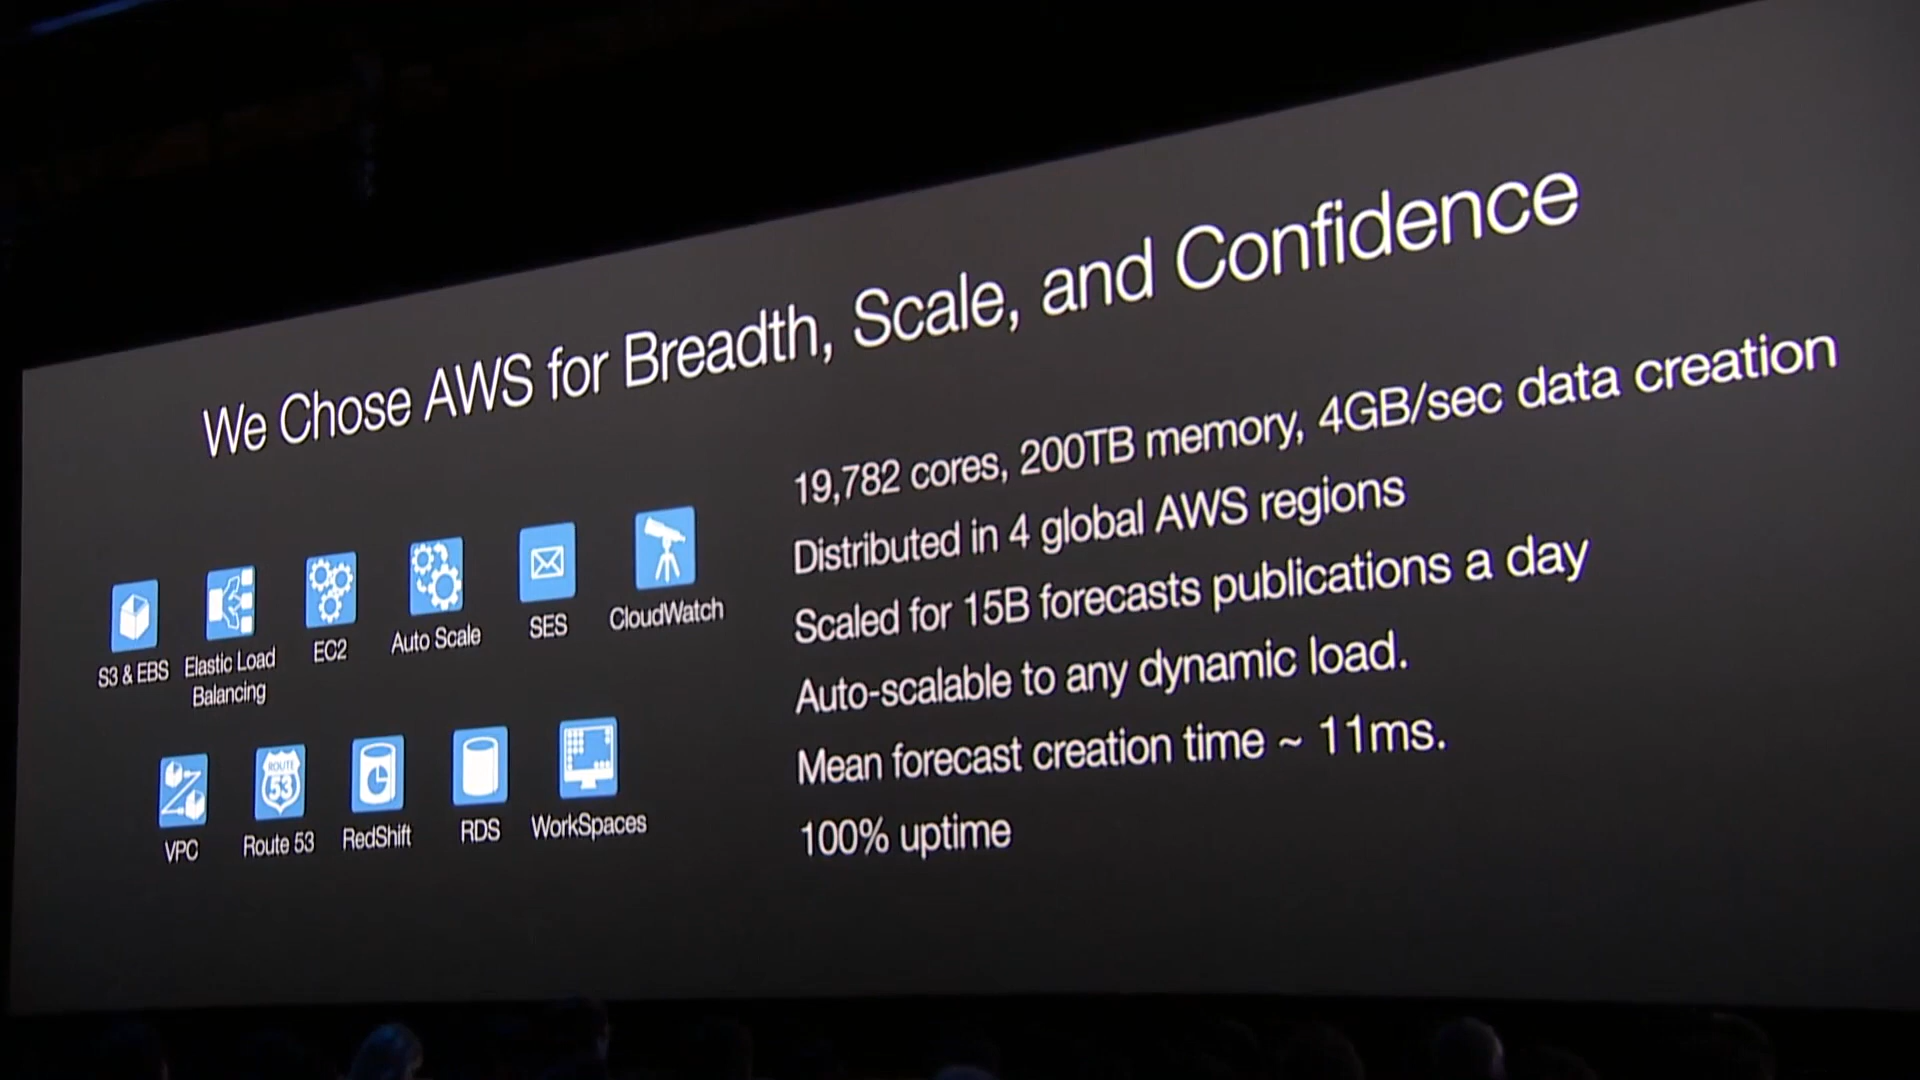 We Chose AWS for Breadth, Scale, and Confidence
S3 & EBS
Elastic Load
Balancing
EC2
Auto Scale
SES
CloudWatch
VPC
ROUTE
53
Route 53
RedShift
RDS
WorkSpaces
19,782 cores, 200TB memory, 4GB/sec data creation
Distributed in 4 global AWS regions
Scaled for 15B forecasts publications a day
Auto-scalable to any dynamic load.
Mean forecast creation time ~ 11ms.
100% uptime